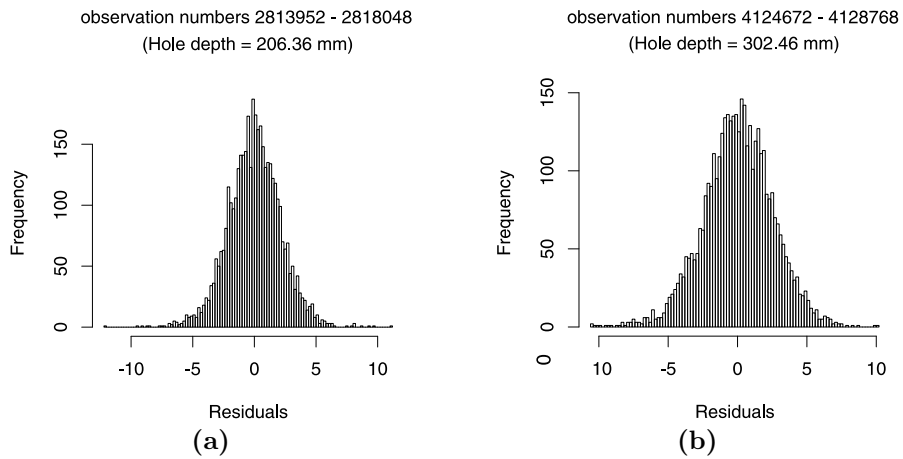 observation numbers 2813952 - 2818048
(Hole depth = 206.36 mm)
Frequency
150
100
50
0
-10 -5 0 5 10
Residuals
(a)
observation numbers 4124672 - 4128768
(Hole depth = 302.46 mm)
Frequency
150
100
50
0
0
10 -5 0 5 10
Residuals
(b)